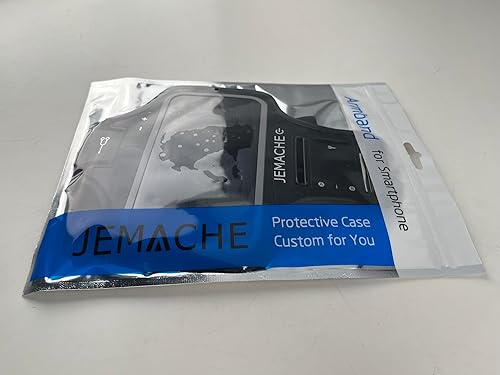 Armband
for Smartphone
JEMACHE
JEMACHE
Protective Case
Custom for You